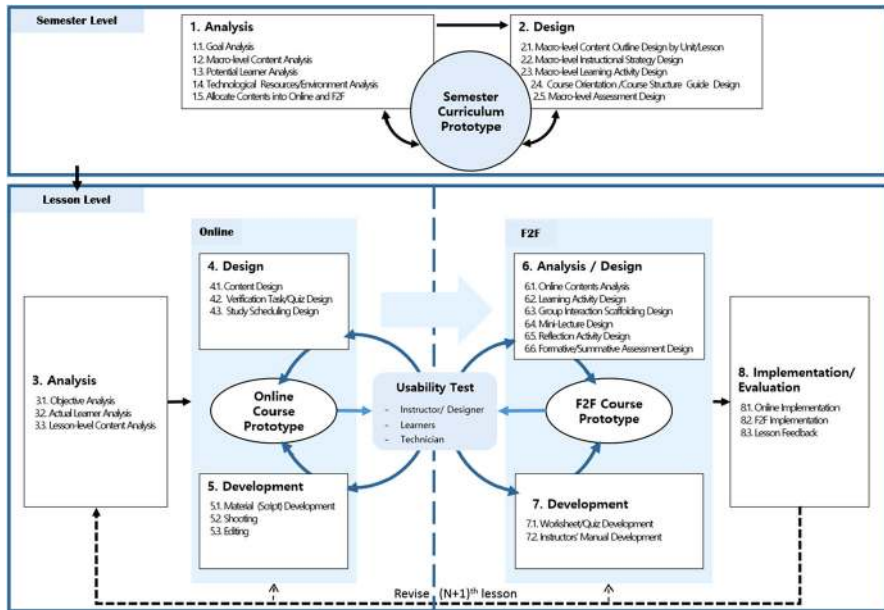 Semester Level
1. Analysis
1.1. Goal Analysis
1.2. Macro-level Content Analysis
1.3. Potential Learner Analysis
1.4. Technological Resources/Environment Analysis
1.5. Allocate Contents into Online and F2F
2. Design
2.1. Macro-level Content Outline Design by Unit/Lesson
2.2. Macro-level Instructional Strategy Design
2.3. Macro-level Learning Activity Design
2.4. Course Orientation /Course Structure Guide Design
2.5. Macro-level Assessment Design
Semester
Curriculum
Prototype
Lesson Level
3. Analysis
3.1. Objective Analysis
3.2. Actual Learner Analysis
3.3. Lesson-level Content Analysis
Online
4. Design
4.1. Content Design
4.2. Verification Task/Quiz Design
4.3. Study Scheduling Design
Online
Course
Prototype
5. Development
5.1. Material (Script) Development
5.2. Shooting
5.3. Editing
Usability Test
- Instructor/ Designer
- Learners
- Technician
F2F
6. Analysis / Design
6.1. Online Contents Analysis
6.2. Learning Activity Design
6.3. Group Interaction Scaffolding Design
6.4. Mini-Lecture Design
6.5. Reflection Activity Design
6.6. Formative/Summative Assessment Design
F2F Course
Prototype
7. Development
7.1. Worksheet/Quiz Development
7.2. Instructors' Manual Development
8. Implementation/
Evaluation
8.1. Online Implementation
8.2. F2F Implementation
8.3. Lesson Feedback
Revise (N+1)th lesson